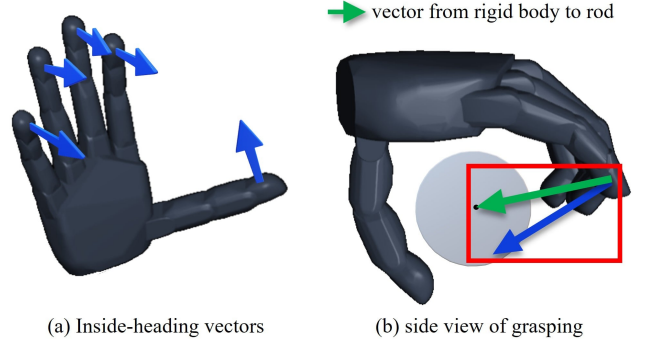 vector from rigid body to rod
(a) Inside-heading vectors
(b) side view of grasping